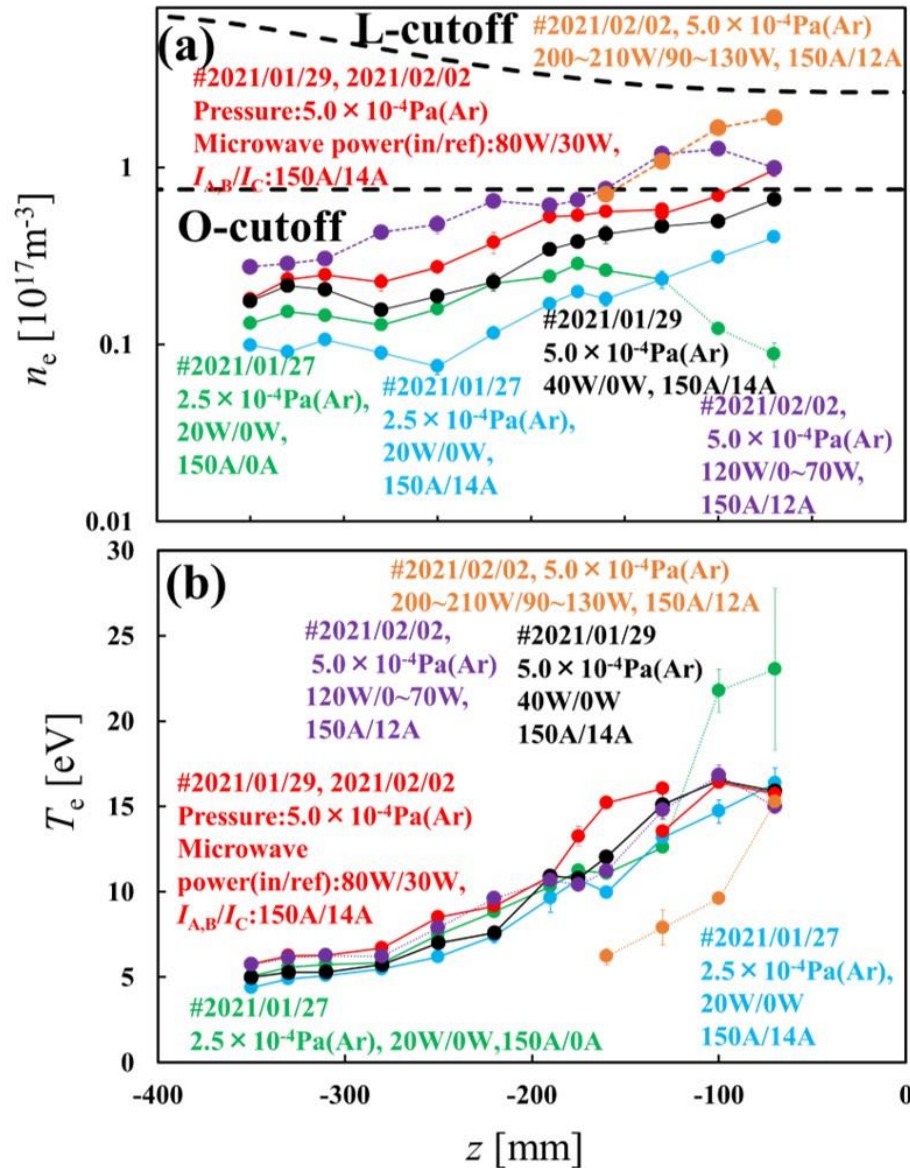 (a)
L-cutoff
#2021/02/02, 5.0 × 10⁻⁴Pa(Ar)
200~210W/90~130W, 150A/12A
#2021/01/29, 2021/02/02
Pressure:5.0 × 10⁻⁴Pa(Ar)
Microwave power(in/ref):80W/30W,
I_A,B/I_C:150A/14A
O-cutoff
1
0.1
0.01
nₑ [10¹⁷m⁻³]
#2021/01/27
2.5 × 10⁻⁴Pa(Ar),
20W/0W,
150A/0A
#2021/01/27
2.5 × 10⁻⁴Pa(Ar),
20W/0W,
150A/14A
#2021/01/29
5.0 × 10⁻⁴Pa(Ar)
40W/0W, 150A/14A
#2021/02/02,
5.0 × 10⁻⁴Pa(Ar)
120W/0~70W,
150A/12A
(b)
#2021/02/02, 5.0 × 10⁻⁴Pa(Ar)
200~210W/90~130W, 150A/12A
#2021/02/02,
5.0 × 10⁻⁴Pa(Ar)
120W/0~70W,
150A/12A
#2021/01/29
5.0 × 10⁻⁴Pa(Ar)
40W/0W
150A/14A
#2021/01/29, 2021/02/02
Pressure:5.0 × 10⁻⁴Pa(Ar)
Microwave
power(in/ref):80W/30W,
I_A,B/I_C:150A/14A
#2021/01/27
2.5 × 10⁻⁴Pa(Ar),
20W/0W
150A/14A
#2021/01/27
2.5 × 10⁻⁴Pa(Ar), 20W/0W,150A/0A
30
25
20
15
10
5
0
Tₑ [eV]
-400 -300 -200 -100 0
z [mm]